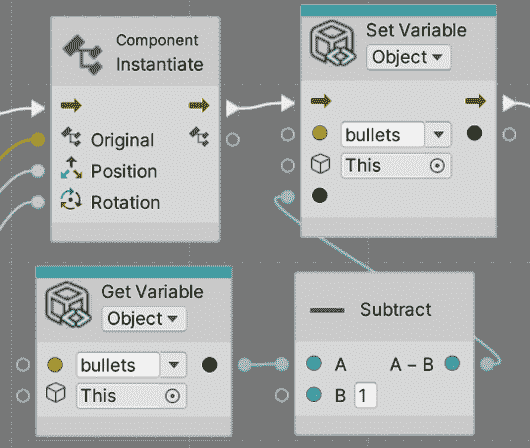 Component
Instantiate
Original
Position
Rotation
Set Variable
Object
bullets
This
Get Variable
Object
bullets
This
Subtract
A A – B
B 1